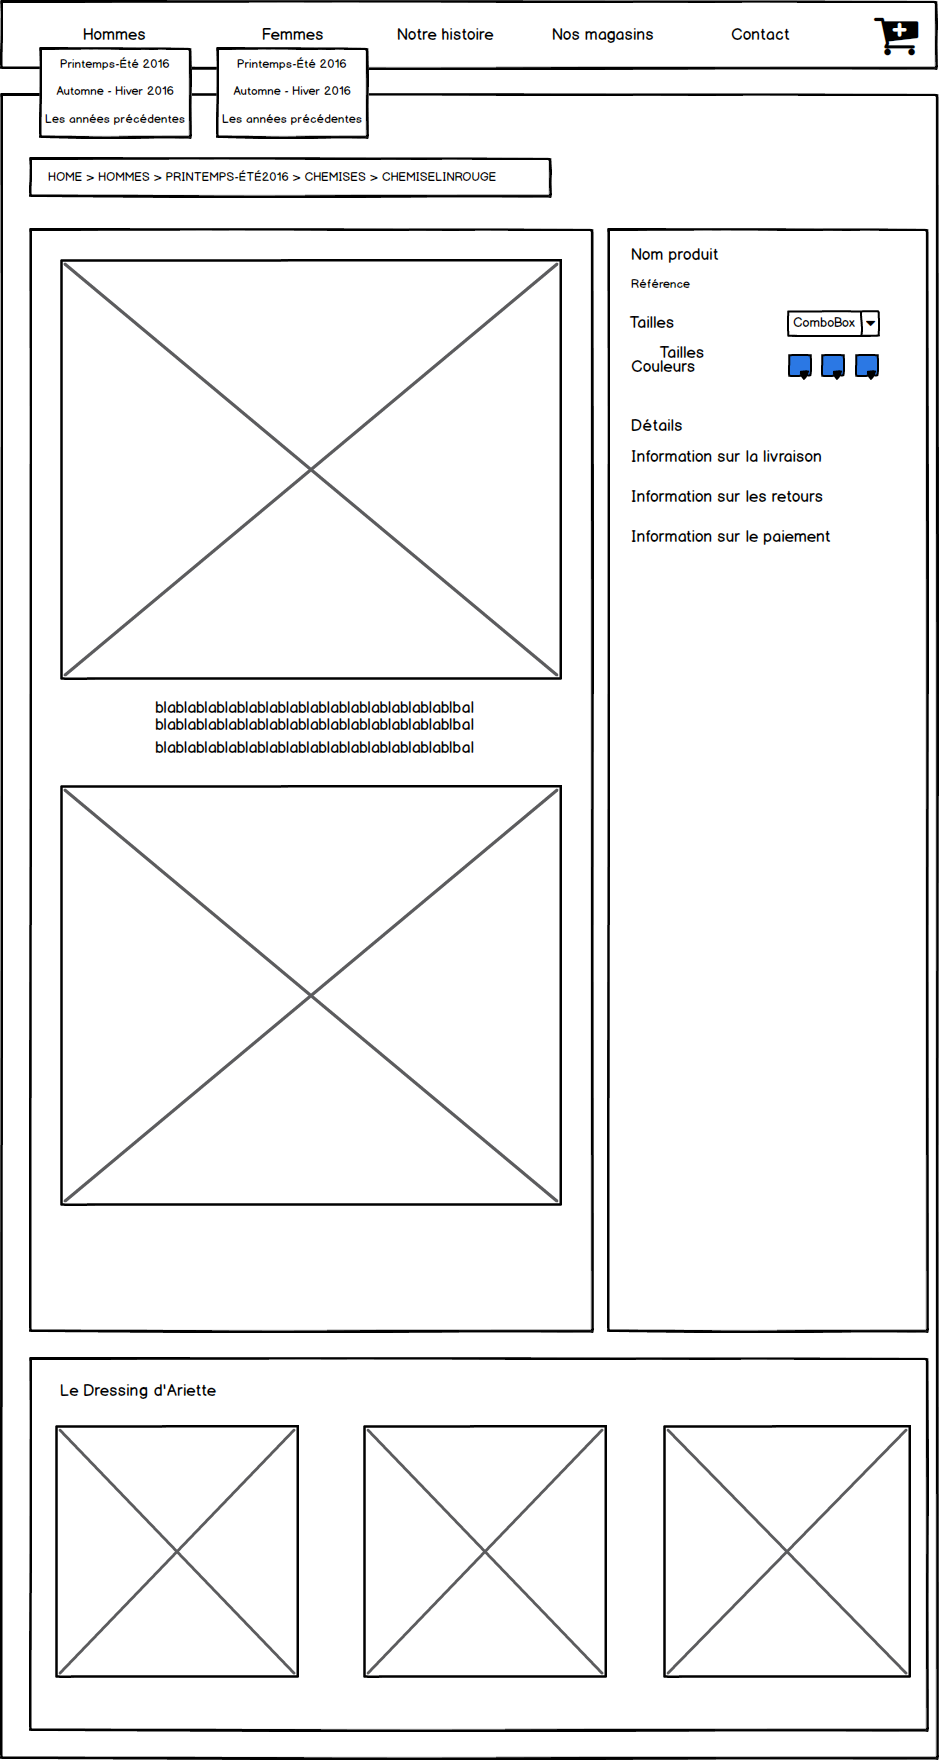 Hommes
Femmes
Notre histoire
Nos magasins
Contact
Printemps-Été 2016
Automne - Hiver 2016
Les années précédentes
Printemps-Été 2016
Automne - Hiver 2016
Les années précédentes
HOME > HOMMES > PRINTEMPS-ÉTÉ2016 > CHEMISES > CHEMISELINROUGE
blablablablablablablablablablablablablablablbal
blablablablablablablablablablablablablablablbal
blablablablablablablablablablablablablablablbal
Nom produit
Référence
Tailles
ComboBox
Tailles
Couleurs
Détails
Information sur la livraison
Information sur les retours
Information sur le paiement
Le Dressing d'Ariette